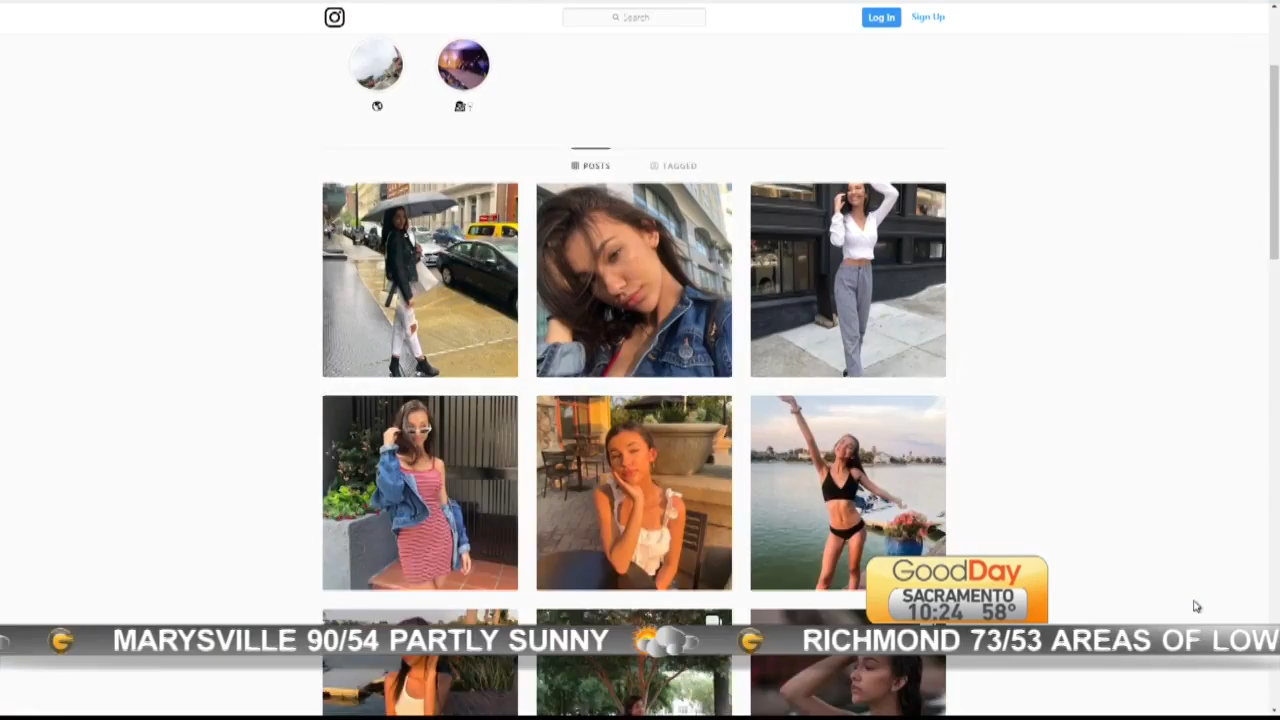 Search
Log In
Sign Up
POSTS
TAGGED
GoodDay
SACRAMENTO
10:24 58°
MARYSVILLE 90/54 PARTLY SUNNY
RICHMOND 73/53 AREAS OF LOW